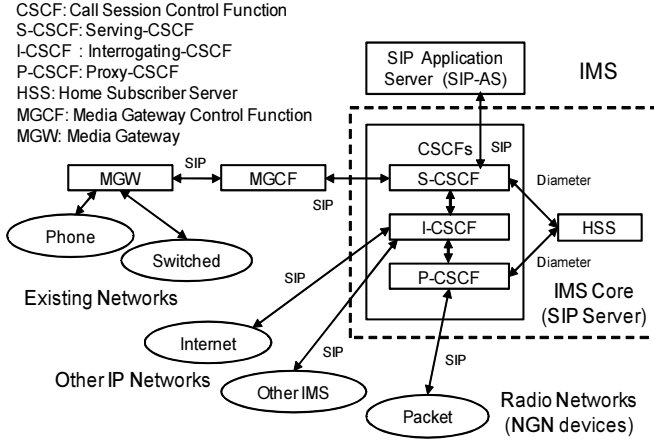 CSCF: Call Session Control Function
S-CSCF: Serving-CSCF
I-CSCF : Interrogating-CSCF
P-CSCF: Proxy-CSCF
HSS: Home Subscriber Server
MGCF: Media Gateway Control Function
MGW: Media Gateway
SIP Application
Server (SIP-AS)
IMS
SIP
CSCFs
SIP
MGW
MGCF
S-CSCF
SIP
Diameter
Phone
I-CSCF
HSS
Switched
SIP
P-CSCF
Diameter
Existing Networks
IMS Core
(SIP Server)
Internet
SIP
SIP
Other IP Networks
Other IMS
Packet
Radio Networks
(NGN devices)